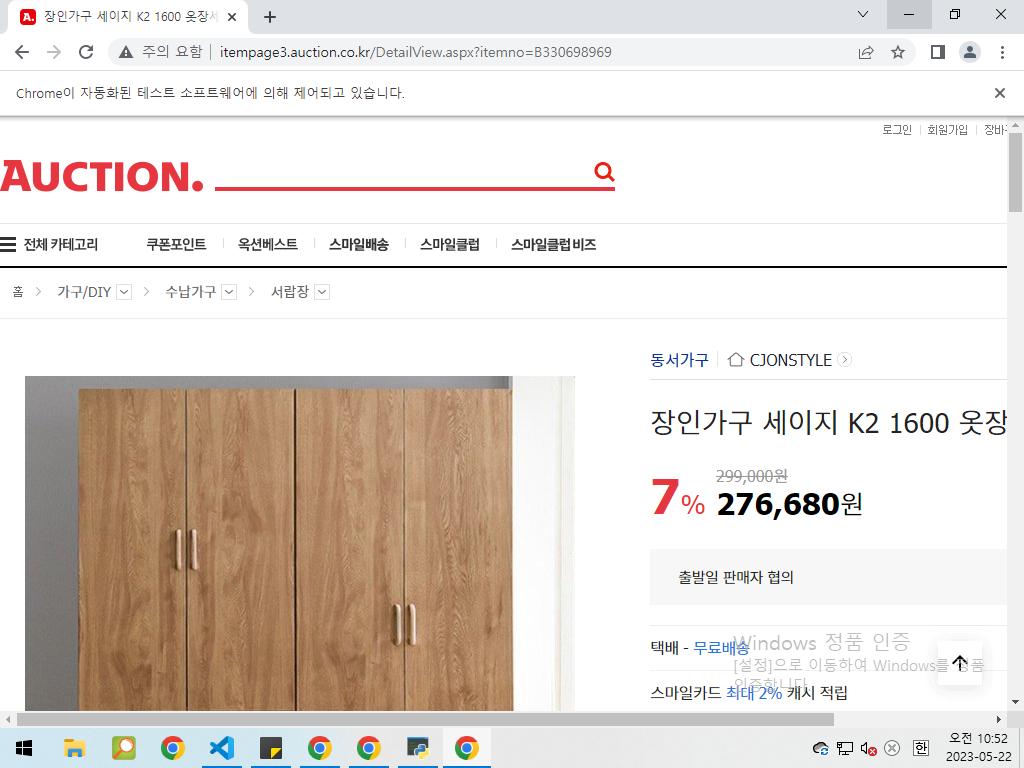 장인가구 세이지 K2 1600 옷장세
주의 요함 itempage3.auction.co.kr/DetailView.aspx?itemno=B330698969
Chrome이 자동화된 테스트 소프트웨어에 의해 제어되고 있습니다.
로그인 회원가입 장바구
AUCTION.
전체 카테고리 쿠폰포인트 옥션베스트 스마일배송 스마일클럽 스마일클럽 비즈
홈 가구/DIY 수납가구 서랍장
동서가구 CJONSTYLE
장인가구 세이지 K2 1600 옷장
7% 299,000원
276,680원
출발일 판매자 협의
택배 - 무료배송
Windows 정품 인증
[설정]으로 이동하여 Windows를 정품
인증합니다.
스마일카드 최대 2% 캐시 적립
한
오전 10:52
2023-05-22